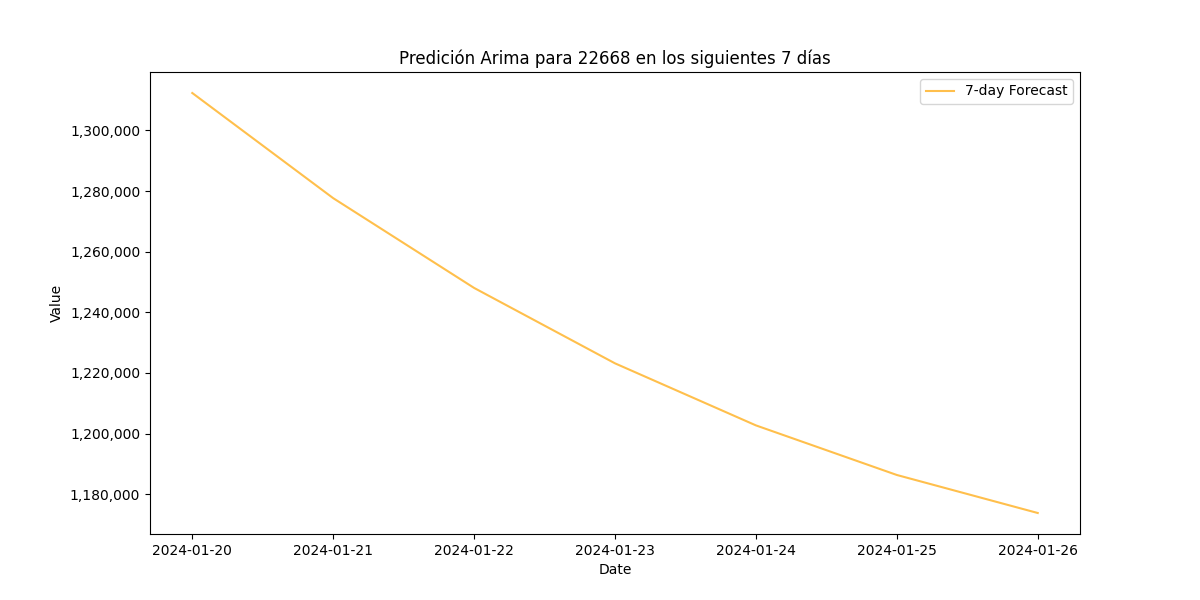 Predición Arima para 22668 en los siguientes 7 días
7-day Forecast
1,300,000
1,280,000
1,260,000
1,240,000
1,220,000
1,200,000
1,180,000
Value
2024-01-20 2024-01-21 2024-01-22 2024-01-23 2024-01-24 2024-01-25 2024-01-26
Date